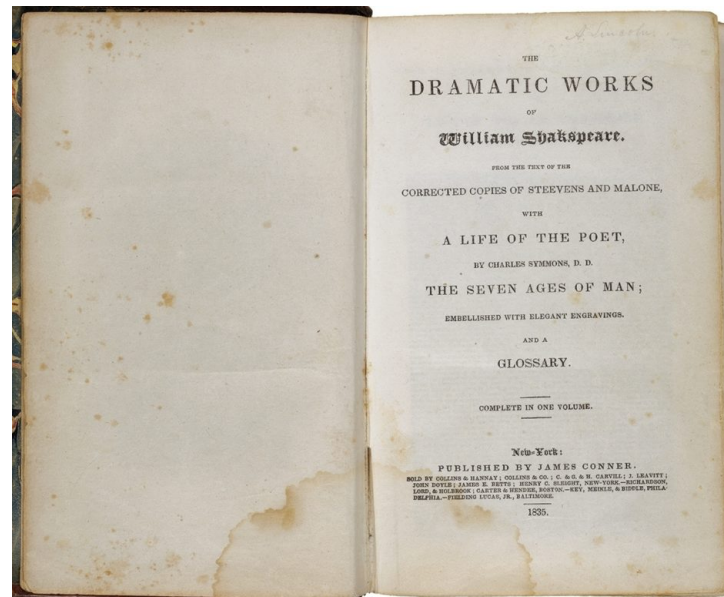 A. Lincoln
THE
DRAMATIC WORKS
OF
William Shakspeare.
FROM THE TEXT OF THE
CORRECTED COPIES OF STEEVENS AND MALONE,
WITH
A LIFE OF THE POET,
BY CHARLES SYMMONS, D. D.
THE SEVEN AGES OF MAN;
EMBELLISHED WITH ELEGANT ENGRAVINGS.
AND A
GLOSSARY.
COMPLETE IN ONE VOLUME.
New-York:
PUBLISHED BY JAMES CONNER.
SOLD BY COLLINS & HANNAY; COLLINS & CO.; C. & G. & H. CARVILL; J. LEAVITT;
JOHN DOYLE; JAMES E. BETTS; HENRY C. SLEIGHT, NEW-YORK.—RICHARDSON,
LORD, & HOLBROOK; CARTER & HENDEE, BOSTON.—KEY, MEIKLE, & BIDDLE, PHILA-
DELPHIA.—FIELDING LUCAS, JR., BALTIMORE.
1835.